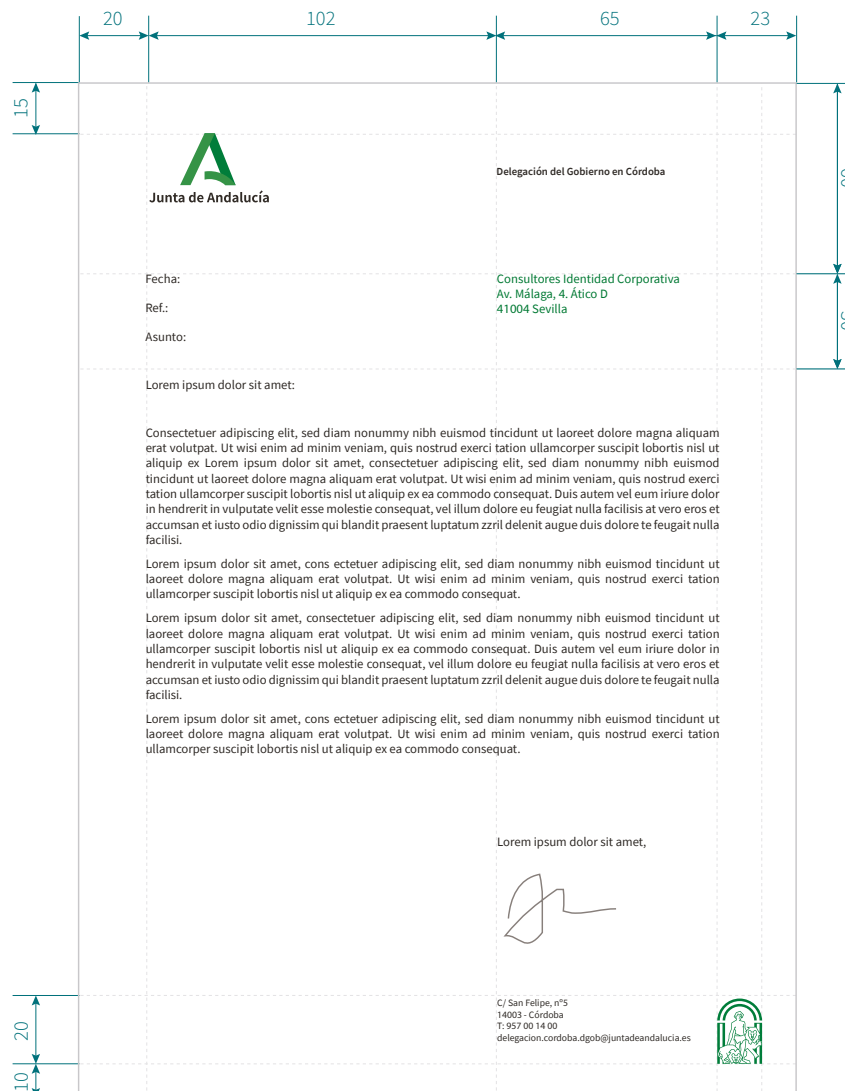 20 102 65 23
15
Junta de Andalucía
Delegación del Gobierno en Córdoba
Fecha:
Ref.:
Asunto:
Consultores Identidad Corporativa
Av. Málaga, 4. Ático D
41004 Sevilla
Lorem ipsum dolor sit amet:
Consectetuer adipiscing elit, sed diam nonummy nibh euismod tincidunt ut laoreet dolore magna aliquam
erat volutpat. Ut wisi enim ad minim veniam, quis nostrud exerci tation ullamcorper suscipit lobortis nisl ut
aliquip ex Lorem ipsum dolor sit amet, consectetuer adipiscing elit, sed diam nonummy nibh euismod
tincidunt ut laoreet dolore magna aliquam erat volutpat. Ut wisi enim ad minim veniam, quis nostrud exerci
tation ullamcorper suscipit lobortis nisl ut aliquip ex ea commodo consequat. Duis autem vel eum iriure dolor
in hendrerit in vulputate velit esse molestie consequat, vel illum dolore eu feugiat nulla facilisis at vero eros et
accumsan et iusto odio dignissim qui blandit praesent luptatum zzril delenit augue duis dolore te feugait nulla
facilisi.
Lorem ipsum dolor sit amet, cons ectetuer adipiscing elit, sed diam nonummy nibh euismod tincidunt ut
laoreet dolore magna aliquam erat volutpat. Ut wisi enim ad minim veniam, quis nostrud exerci tation
ullamcorper suscipit lobortis nisl ut aliquip ex ea commodo consequat.
Lorem ipsum dolor sit amet, consectetuer adipiscing elit, sed diam nonummy nibh euismod tincidunt ut
laoreet dolore magna aliquam erat volutpat. Ut wisi enim ad minim veniam, quis nostrud exerci tation
ullamcorper suscipit lobortis nisl ut aliquip ex ea commodo consequat. Duis autem vel eum iriure dolor in
hendrerit in vulputate velit esse molestie consequat, vel illum dolore eu feugiat nulla facilisis at vero eros et
accumsan et iusto odio dignissim qui blandit praesent luptatum zzril delenit augue duis dolore te feugait nulla
facilisi.
Lorem ipsum dolor sit amet, cons ectetuer adipiscing elit, sed diam nonummy nibh euismod tincidunt ut
laoreet dolore magna aliquam erat volutpat. Ut wisi enim ad minim veniam, quis nostrud exerci tation
ullamcorper suscipit lobortis nisl ut aliquip ex ea commodo consequat.
Lorem ipsum dolor sit amet,
C/ San Felipe, nº5
14003 - Córdoba
T: 957 00 14 00
delegacion.cordoba.dgob@juntadeandalucia.es
20
10